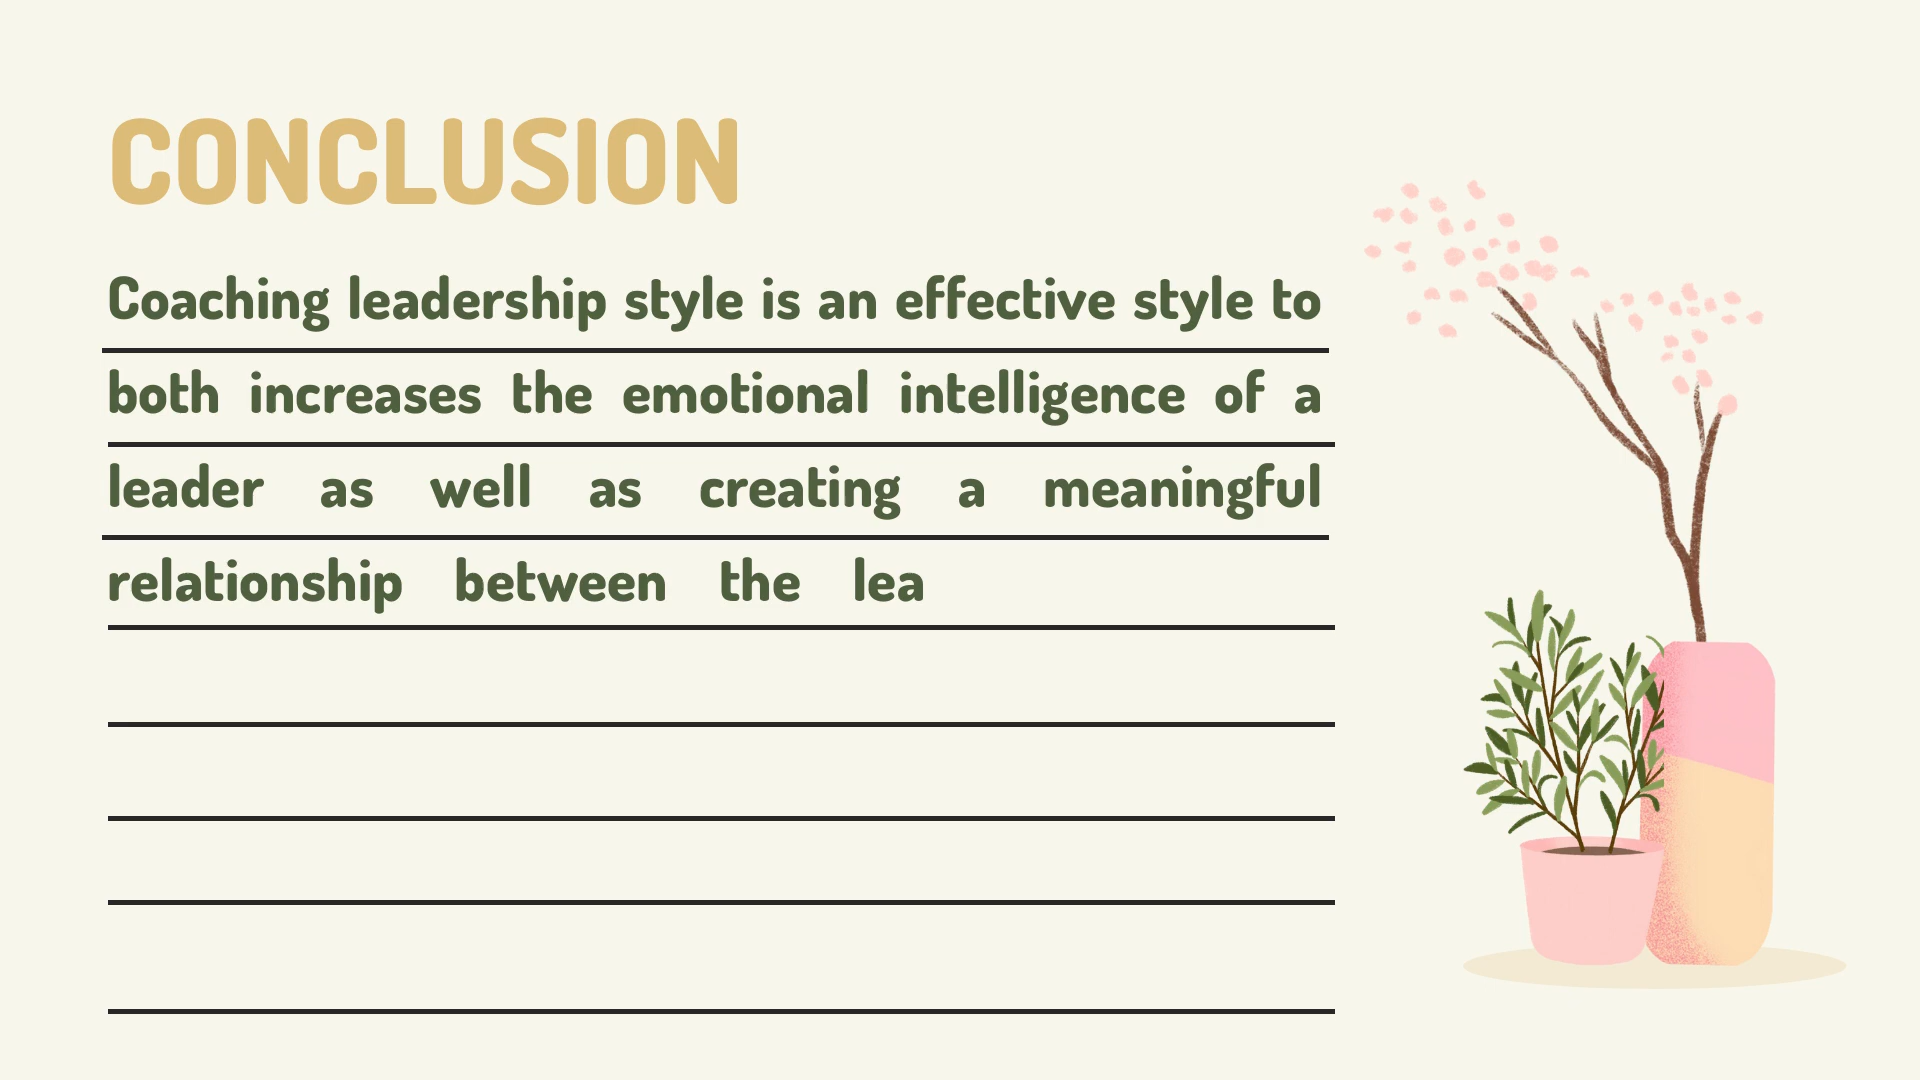 CONCLUSION
Coaching leadership style is an effective style to
both increases the emotional intelligence of a
leader as well as creating a meaningful
relationship between the lea